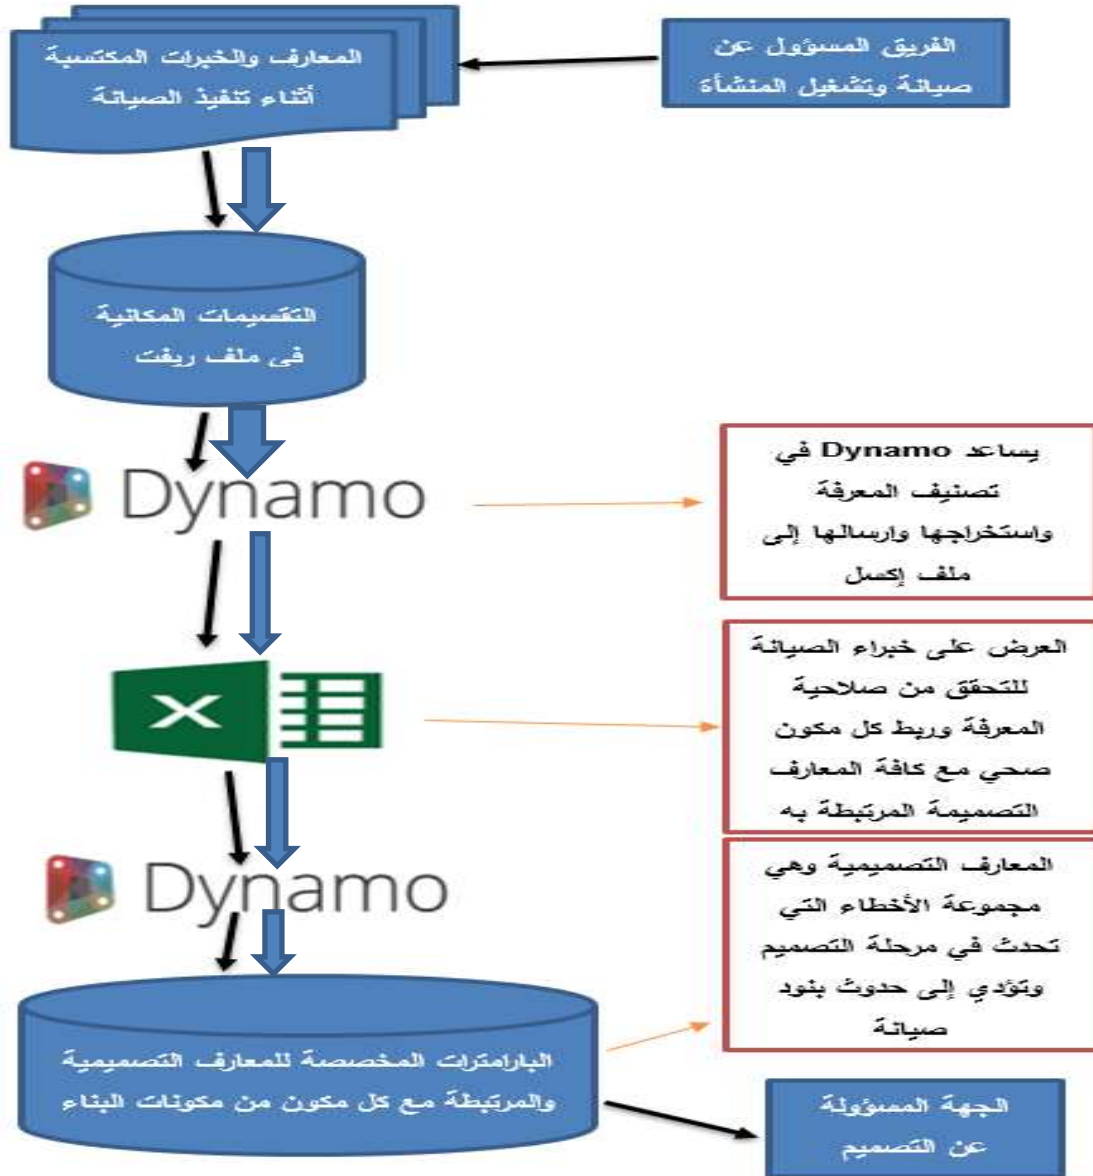 الفريق المسؤول عن
صيانة وتشغيل المنشأة
المعارف والخبرات المكتسبة
أثناء تنفيذ الصيانة
التقسيمات المكانية
في ملف ريفت
Dynamo
يساعد Dynamo في
تصنيف المعرفة
واستخراجها وارسالها إلى
ملف إكسل
X
العرض على خبراء الصيانة
للتحقق من صلاحية
المعرفة وربط كل مكون
صحي مع كافة المعارف
التصميمة المرتبطة به
Dynamo
المعارف التصميمية وهي
مجموعة الأخطاء التي
تحدث في مرحلة التصميم
وتؤدي إلى حدوث بنود
صيانة
البارامترات المخصصة للمعارف التصميمية
والمرتبطة مع كل مكون من مكونات البناء
الجهة المسؤولة
عن التصميم